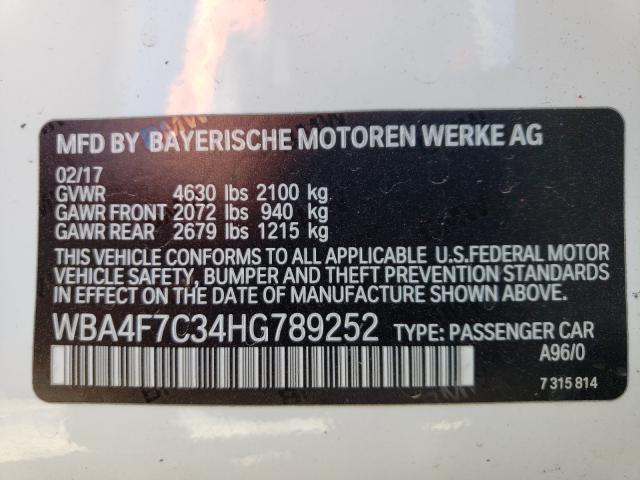 MFD BY BAYERISCHE MOTOREN WERKE AG
02/17
GVWR 4630 lbs 2100 kg
GAWR FRONT 2072 lbs 940 kg
GAWR REAR 2679 lbs 1215 kg
THIS VEHICLE CONFORMS TO ALL APPLICABLE U.S.FEDERAL MOTOR
VEHICLE SAFETY, BUMPER AND THEFT PREVENTION STANDARDS
IN EFFECT ON THE DATE OF MANUFACTURE SHOWN ABOVE.
WBA4F7C34HG789252 TYPE: PASSENGER CAR
A96/0
7 315 814